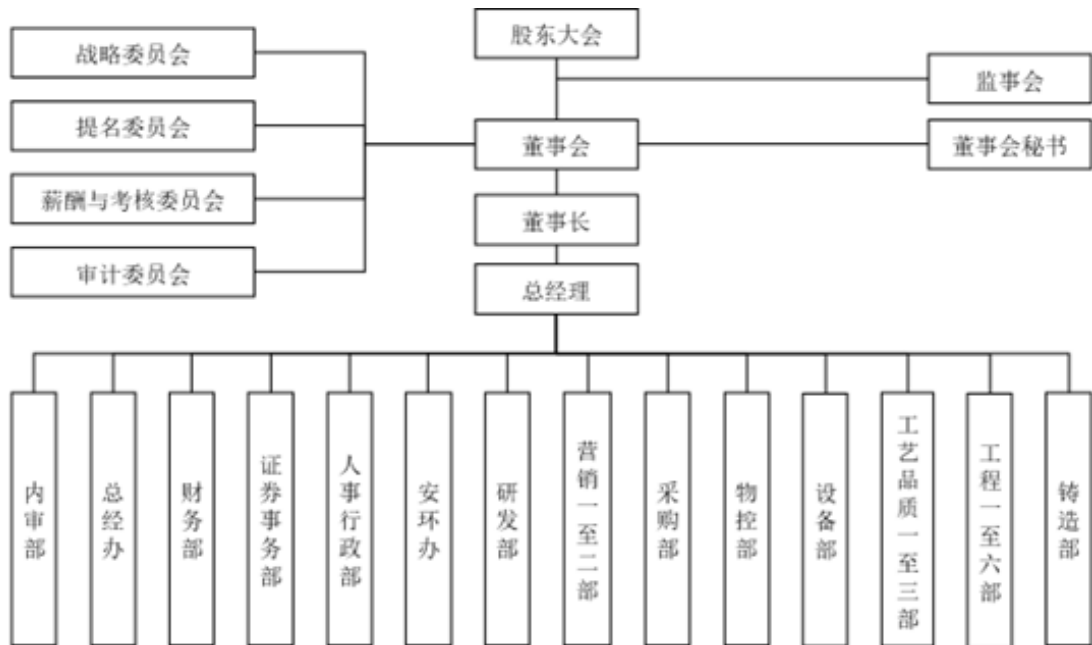 股东大会
战略委员会
监事会
提名委员会
董事会
董事会秘书
薪酬与考核委员会
董事长
审计委员会
总经理
内审部
总经办
财务部
证券事务部
人事行政部
安环办
研发部
营销一至二部
采购部
物控部
设备部
工艺品质一至三部
工程一至六部
铸造部